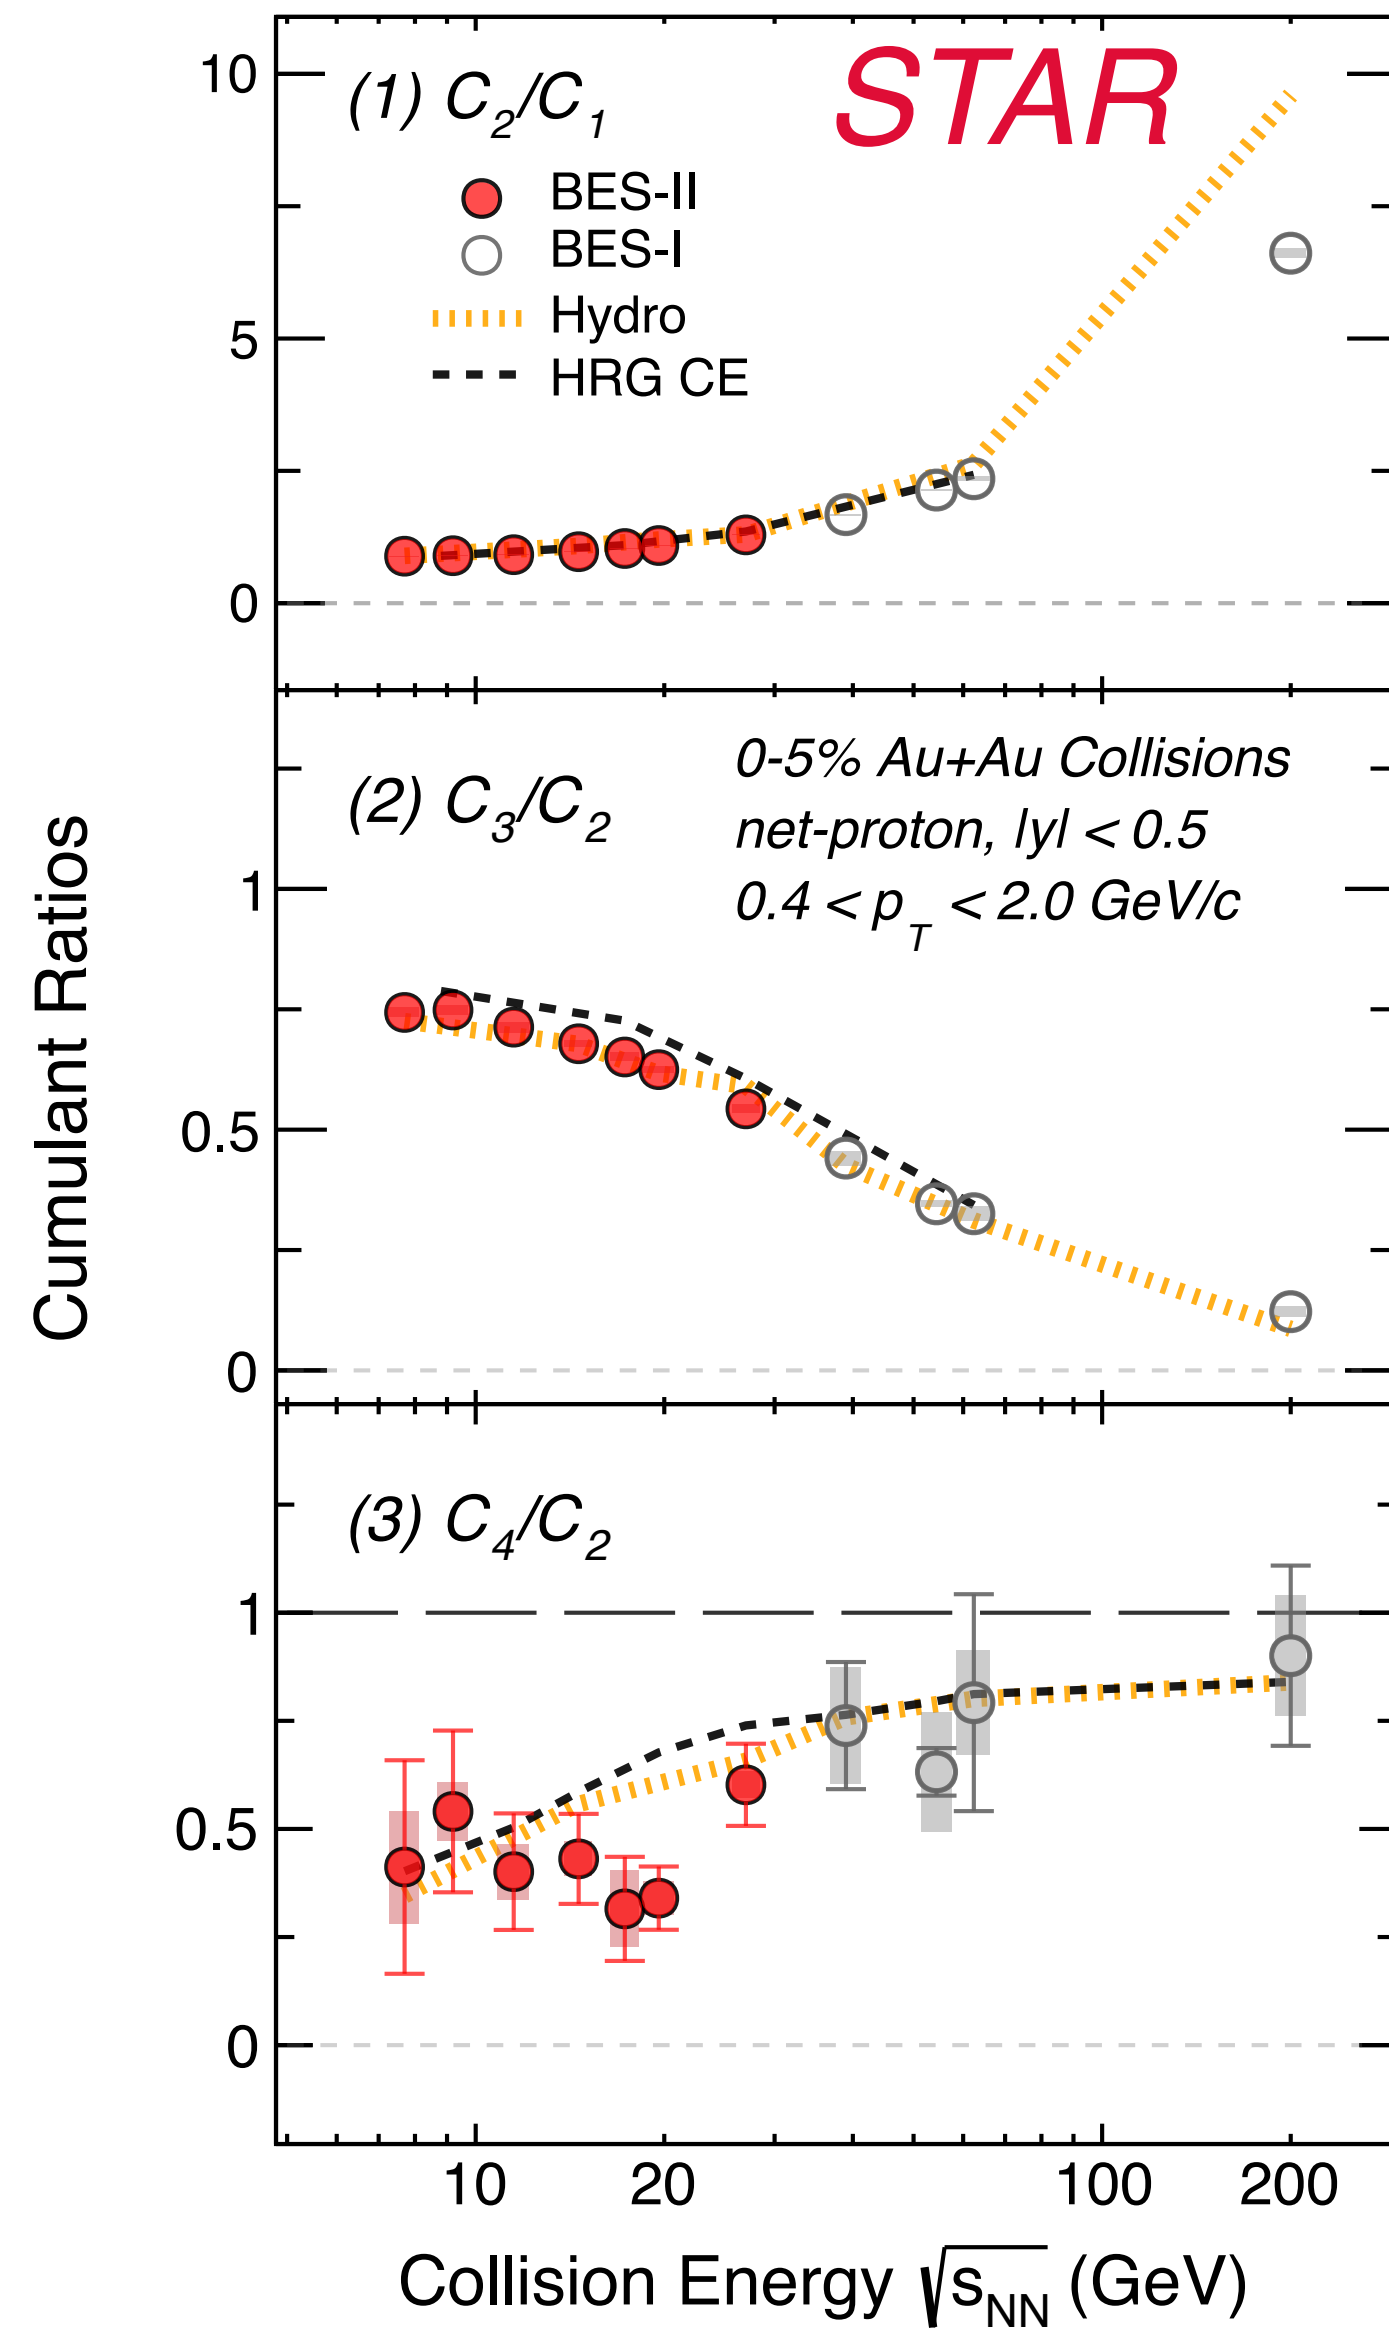 STAR
10
(1) C2/C1
BES-II
BES-I
Hydro
HRG CE
5
0
Cumulant Ratios
(2) C3/C2
0-5% Au+Au Collisions
net-proton, |y| < 0.5
0.4 < pT < 2.0 GeV/c
1
0.5
0
(3) C4/C2
1
0.5
0
10 20 100 200
Collision Energy √sNN (GeV)